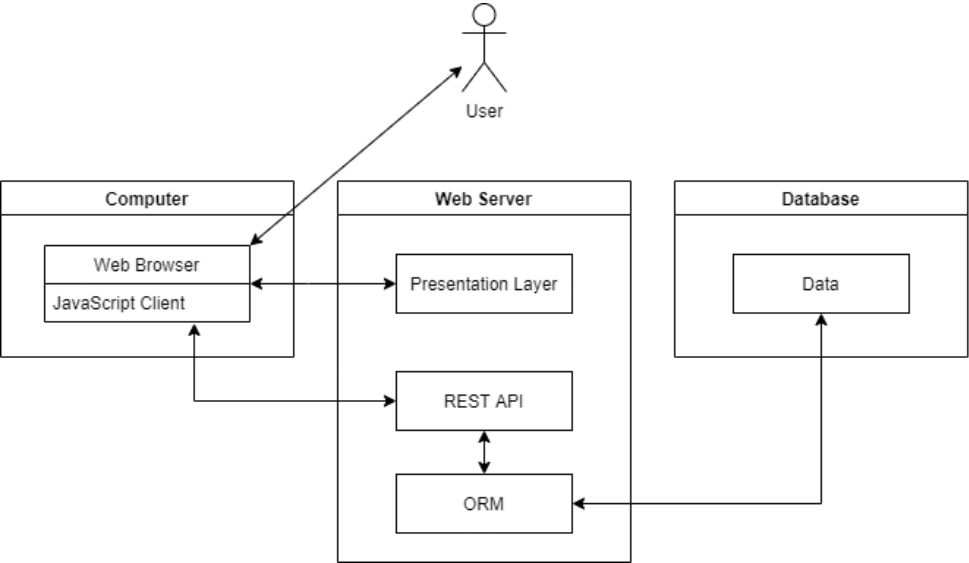 User
Computer
Web Server
Database
Web Browser
JavaScript Client
Presentation Layer
Data
REST API
ORM